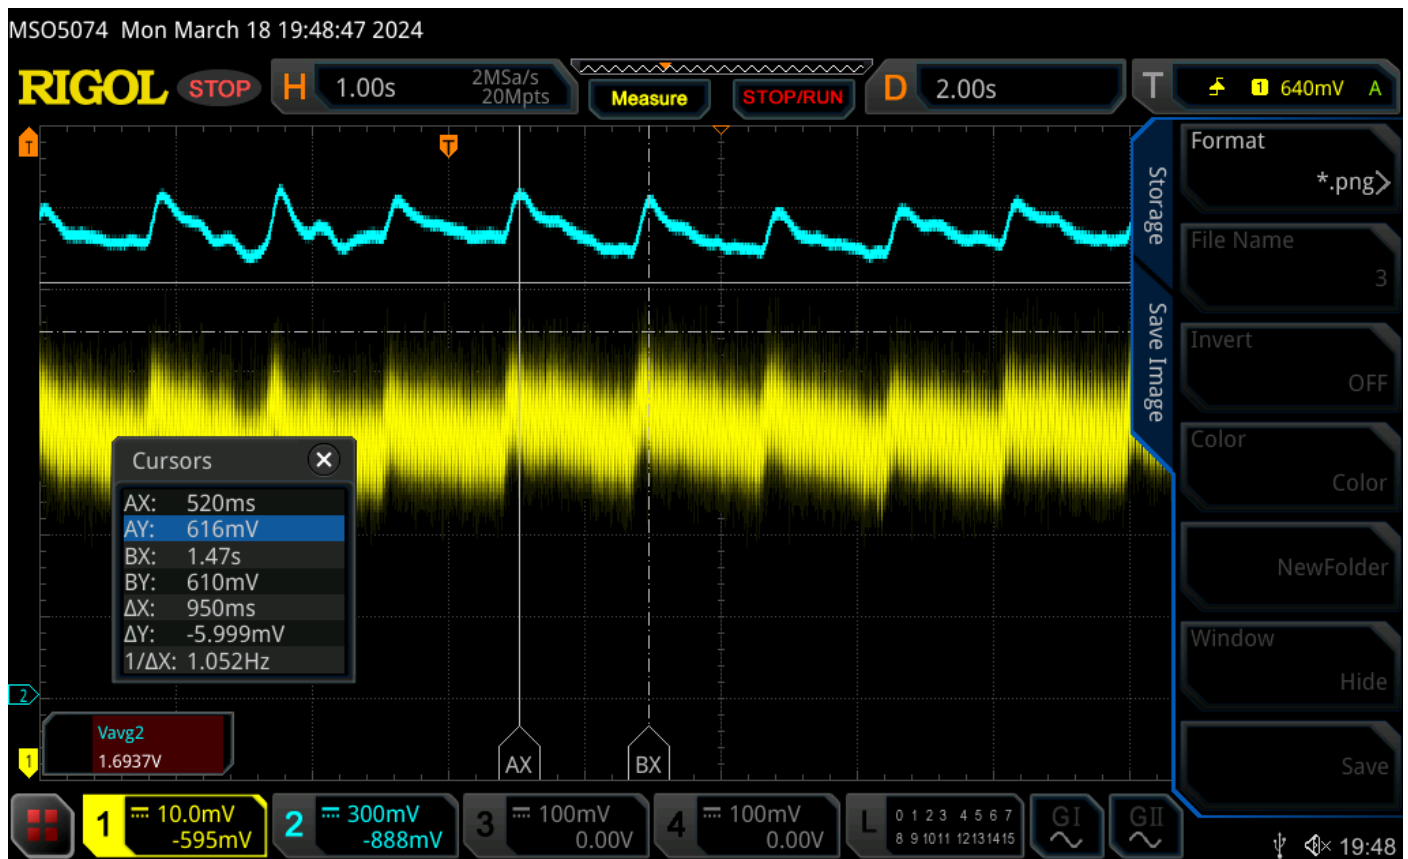 MSO5074 Mon March 18 19:48:47 2024
RIGOL STOP H 1.00s 2MSa/s 20Mpts Measure STOP/RUN D 2.00s T 1 640mV A
T
T
Storage
Save Image
Format
*.png>
File Name
3
Invert
OFF
Color
Color
NewFolder
Window
Hide
Save
Cursors
AX: 520ms
AY: 616mV
BX: 1.47s
BY: 610mV
ΔX: 950ms
ΔY: -5.999mV
1/ΔX: 1.052Hz
2
1
Vavg2
1.6937V
AX
BX
1 10.0mV
-595mV
2 300mV
-888mV
3 100mV
0.00V
4 100mV
0.00V
L 0 1 2 3 4 5 6 7
8 9 10 11 12 13 14 15
GI
GII
19:48